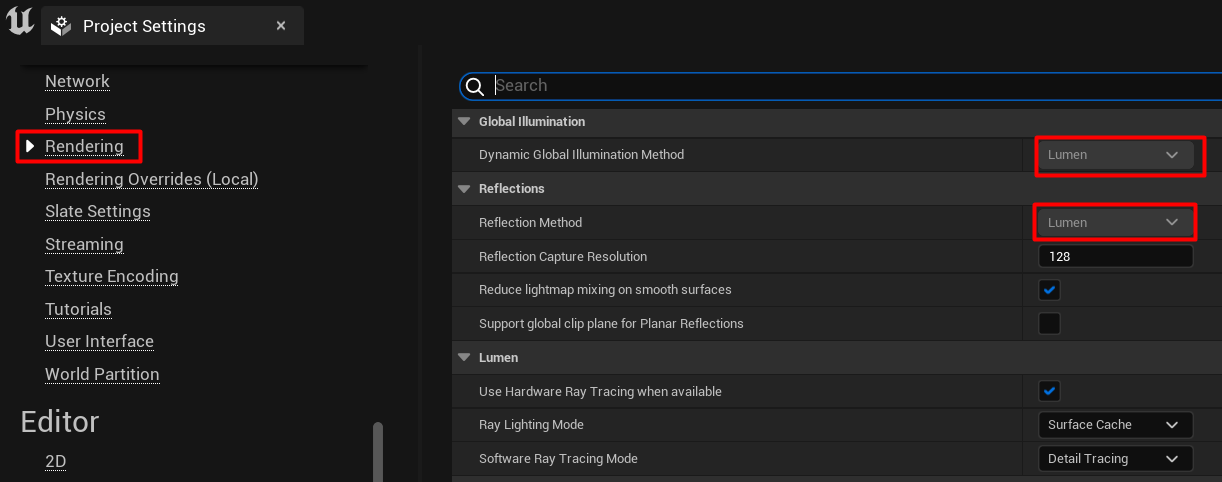 Project Settings
Network
Physics
Rendering
Rendering Overrides (Local)
Slate Settings
Streaming
Texture Encoding
Tutorials
User Interface
World Partition
Editor
2D
Search
Global Illumination
Dynamic Global Illumination Method Lumen
Reflections
Reflection Method Lumen
Reflection Capture Resolution 128
Reduce lightmap mixing on smooth surfaces
Support global clip plane for Planar Reflections
Lumen
Use Hardware Ray Tracing when available
Ray Lighting Mode Surface Cache
Software Ray Tracing Mode Detail Tracing